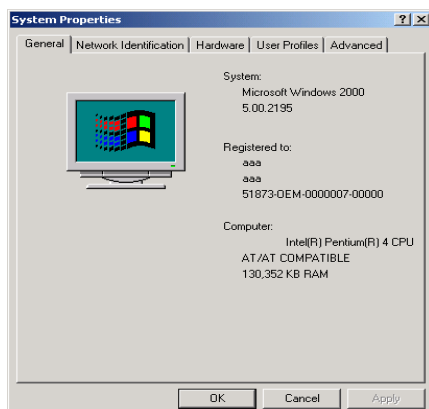 System Properties
General Network Identification Hardware User Profiles Advanced
System:
Microsoft Windows 2000
5.00.2195
Registered to:
aaa
aaa
51873-OEM-0000007-00000
Computer:
Intel(R) Pentium(R) 4 CPU
AT/AT COMPATIBLE
130,352 KB RAM
OK Cancel Apply